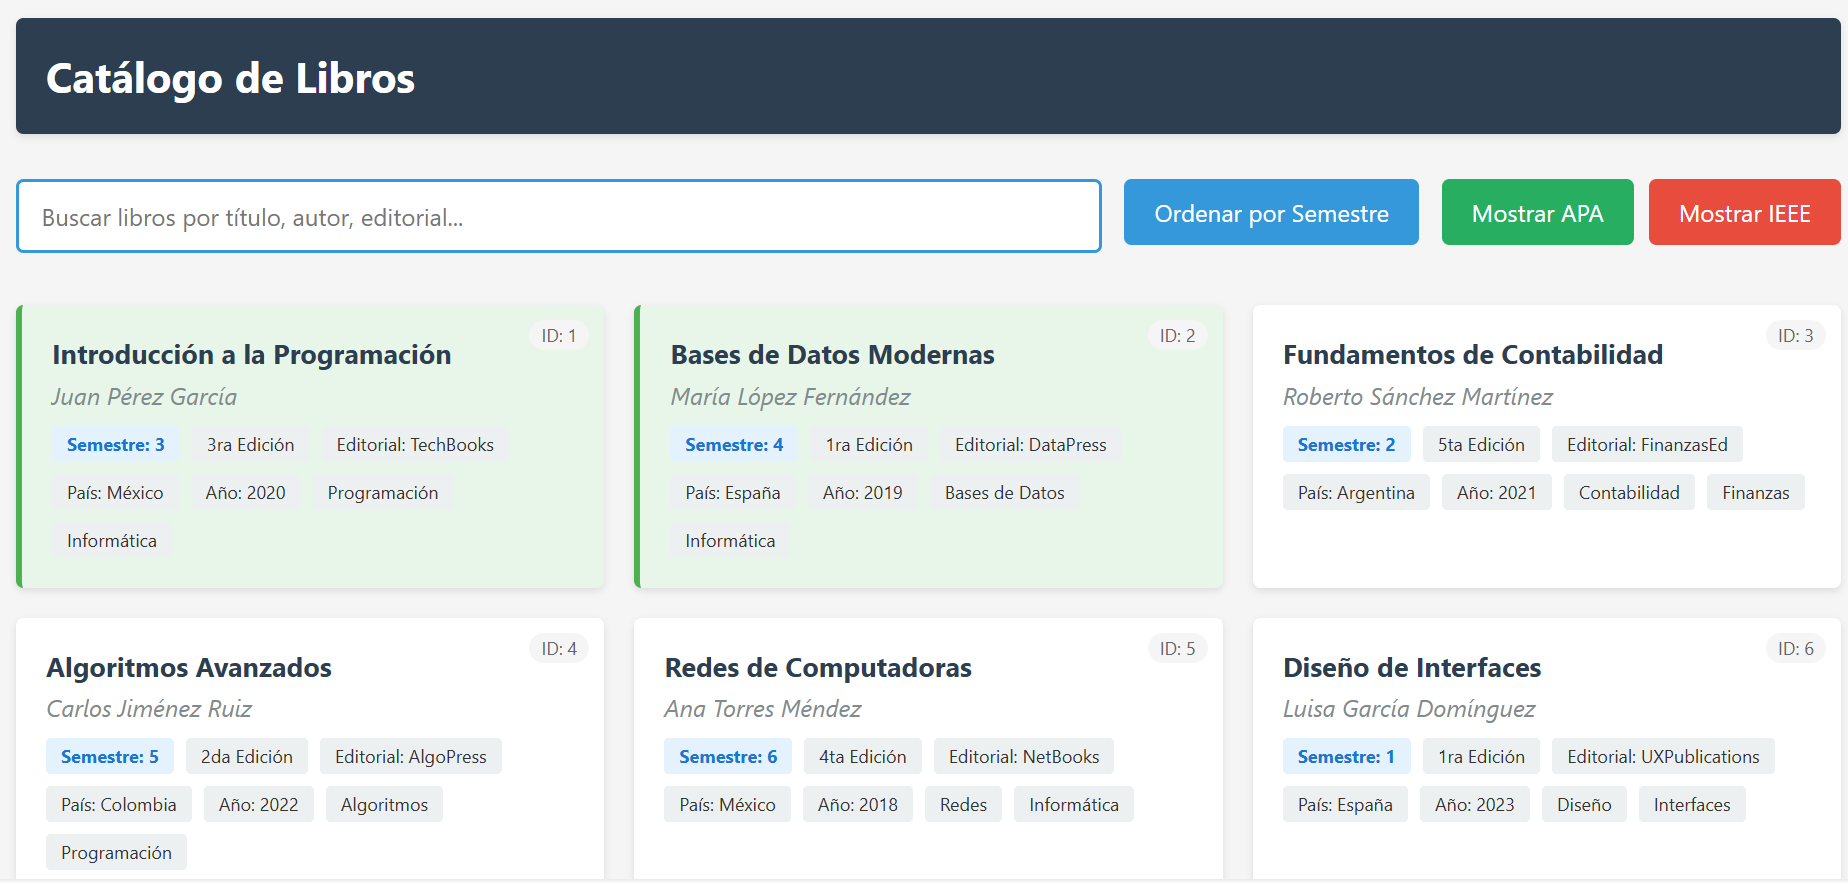 Catálogo de Libros
Buscar libros por título, autor, editorial...
Ordenar por Semestre
Mostrar APA
Mostrar IEEE
ID: 1
Introducción a la Programación
Juan Pérez García
Semestre: 3 3ra Edición Editorial: TechBooks
País: México Año: 2020 Programación
Informática
ID: 2
Bases de Datos Modernas
María López Fernández
Semestre: 4 1ra Edición Editorial: DataPress
País: España Año: 2019 Bases de Datos
Informática
ID: 3
Fundamentos de Contabilidad
Roberto Sánchez Martínez
Semestre: 2 5ta Edición Editorial: FinanzasEd
País: Argentina Año: 2021 Contabilidad Finanzas
ID: 4
Algoritmos Avanzados
Carlos Jiménez Ruiz
Semestre: 5 2da Edición Editorial: AlgoPress
País: Colombia Año: 2022 Algoritmos
Programación
ID: 5
Redes de Computadoras
Ana Torres Méndez
Semestre: 6 4ta Edición Editorial: NetBooks
País: México Año: 2018 Redes Informática
ID: 6
Diseño de Interfaces
Luisa García Domínguez
Semestre: 1 1ra Edición Editorial: UXPublications
País: España Año: 2023 Diseño Interfaces